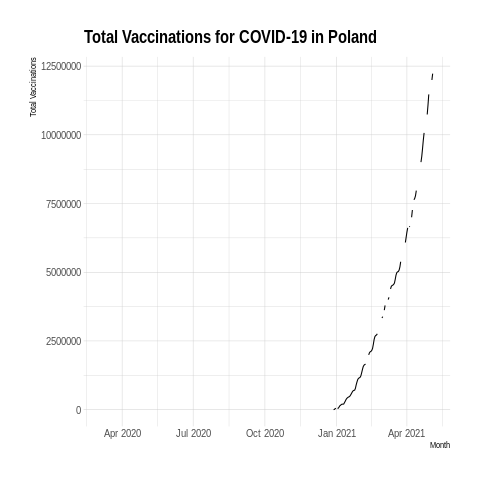 Total Vaccinations for COVID-19 in Poland
Total Vaccinations
12500000
10000000
7500000
5000000
2500000
0
Apr 2020 Jul 2020 Oct 2020 Jan 2021 Apr 2021
Month